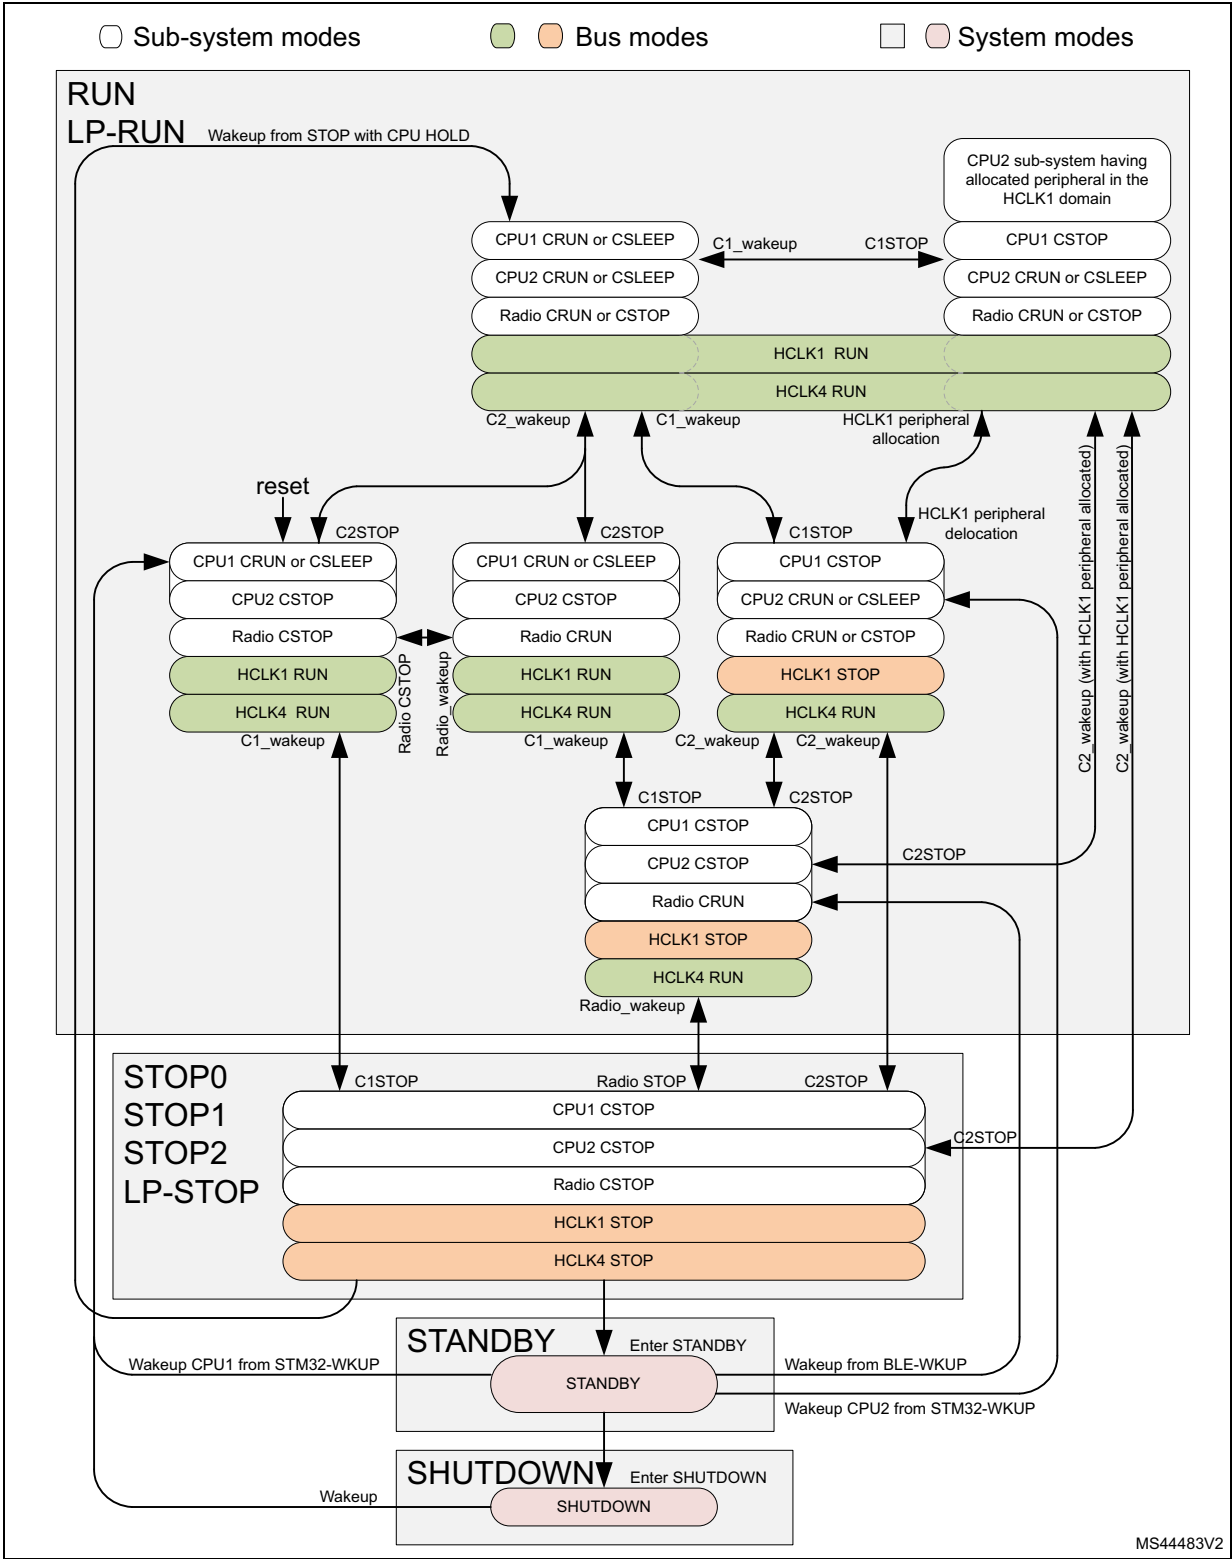 Sub-system modes
Bus modes
System modes
RUN
LP-RUN
Wakeup from STOP with CPU HOLD
CPU2 sub-system having
allocated peripheral in the
HCLK1 domain
CPU1 CRUN or CSLEEP
C1_wakeup
C1STOP
CPU1 CSTOP
CPU2 CRUN or CSLEEP
CPU2 CRUN or CSLEEP
Radio CRUN or CSTOP
Radio CRUN or CSTOP
HCLK1 RUN
HCLK4 RUN
C2_wakeup
C1_wakeup
HCLK1 peripheral
allocation
C2_wakeup (with HCLK1 peripheral allocated)
C2_wakeup (with HCLK1 peripheral allocated)
reset
C2STOP
C2STOP
C1STOP
HCLK1 peripheral
delocation
CPU1 CRUN or CSLEEP
CPU2 CSTOP
Radio CSTOP
HCLK1 RUN
HCLK4 RUN
C1_wakeup
Radio CSTOP
Radio_wakeup
CPU1 CRUN or CSLEEP
CPU2 CSTOP
Radio CRUN
HCLK1 RUN
HCLK4 RUN
C1_wakeup
CPU1 CSTOP
CPU2 CRUN or CSLEEP
Radio CRUN or CSTOP
HCLK1 STOP
HCLK4 RUN
C2_wakeup
C2_wakeup
C1STOP
C2STOP
CPU1 CSTOP
CPU2 CSTOP
C2STOP
Radio CRUN
HCLK1 STOP
HCLK4 RUN
Radio_wakeup
STOP0
STOP1
STOP2
LP-STOP
C1STOP
Radio STOP
C2STOP
CPU1 CSTOP
CPU2 CSTOP
C2STOP
Radio CSTOP
HCLK1 STOP
HCLK4 STOP
STANDBY
Enter STANDBY
Wakeup CPU1 from STM32-WKUP
STANDBY
Wakeup from BLE-WKUP
Wakeup CPU2 from STM32-WKUP
SHUTDOWN
Enter SHUTDOWN
Wakeup
SHUTDOWN
MS44483V2